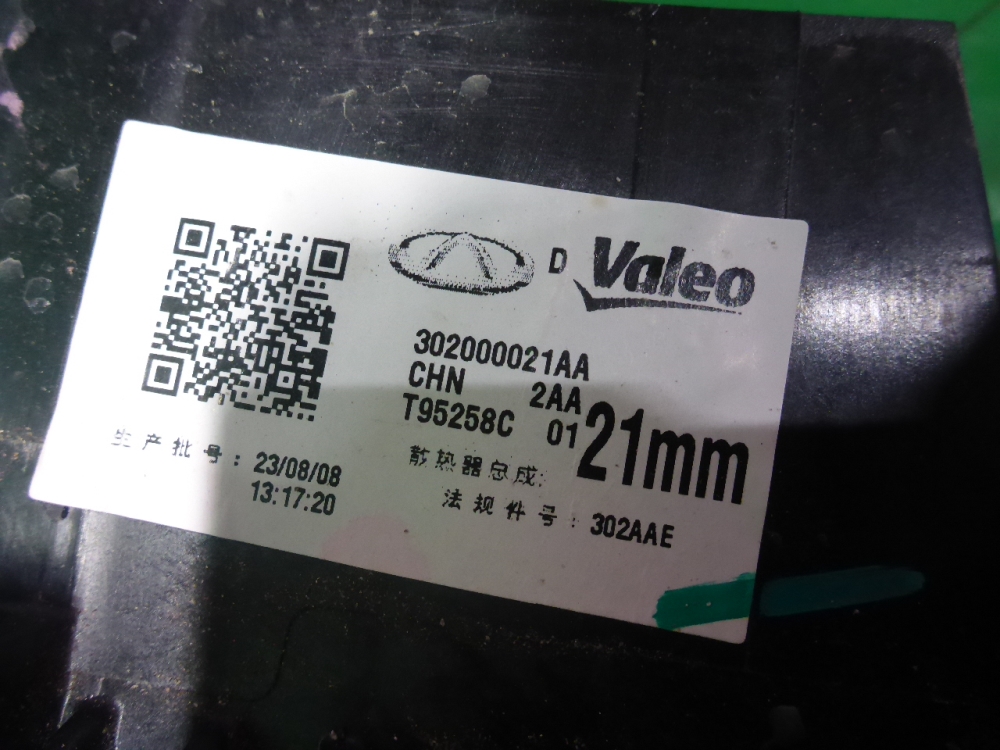 D Valeo
302000021AA
CHN 2AA
T95258C 01
21mm
散热器总成:
法规件号: 302AAE
生产批号: 23/08/08
13:17:20